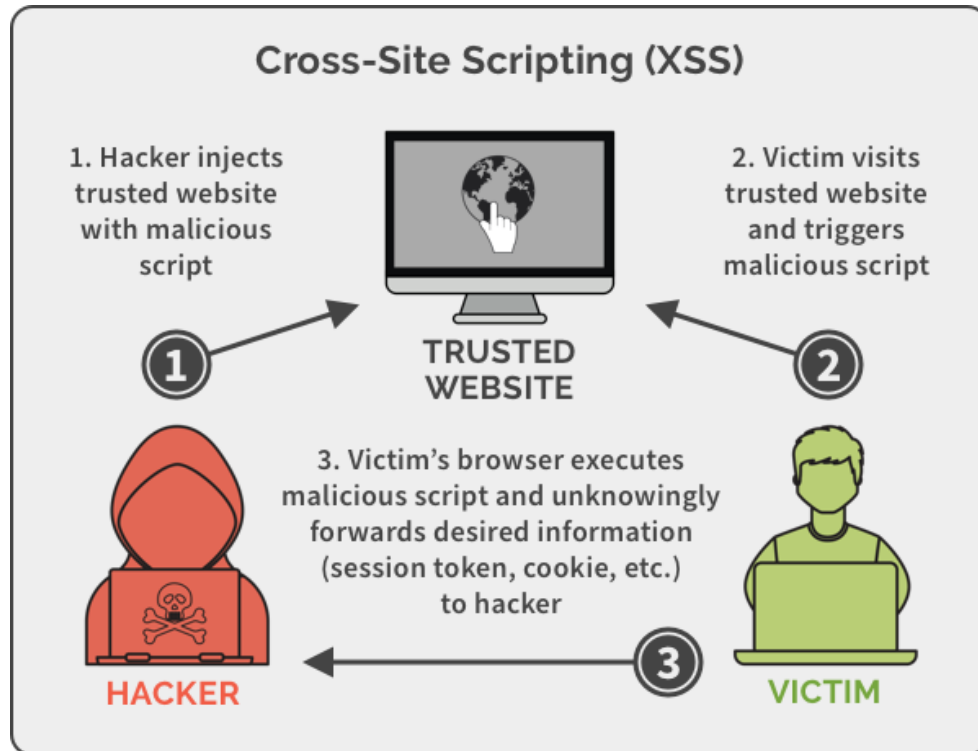 Cross-Site Scripting (XSS)
1. Hacker injects
trusted website
with malicious
script
2. Victim visits
trusted website
and triggers
malicious script
1
2
TRUSTED
WEBSITE
3. Victim’s browser executes
malicious script and unknowingly
forwards desired information
(session token, cookie, etc.)
to hacker
3
HACKER
VICTIM